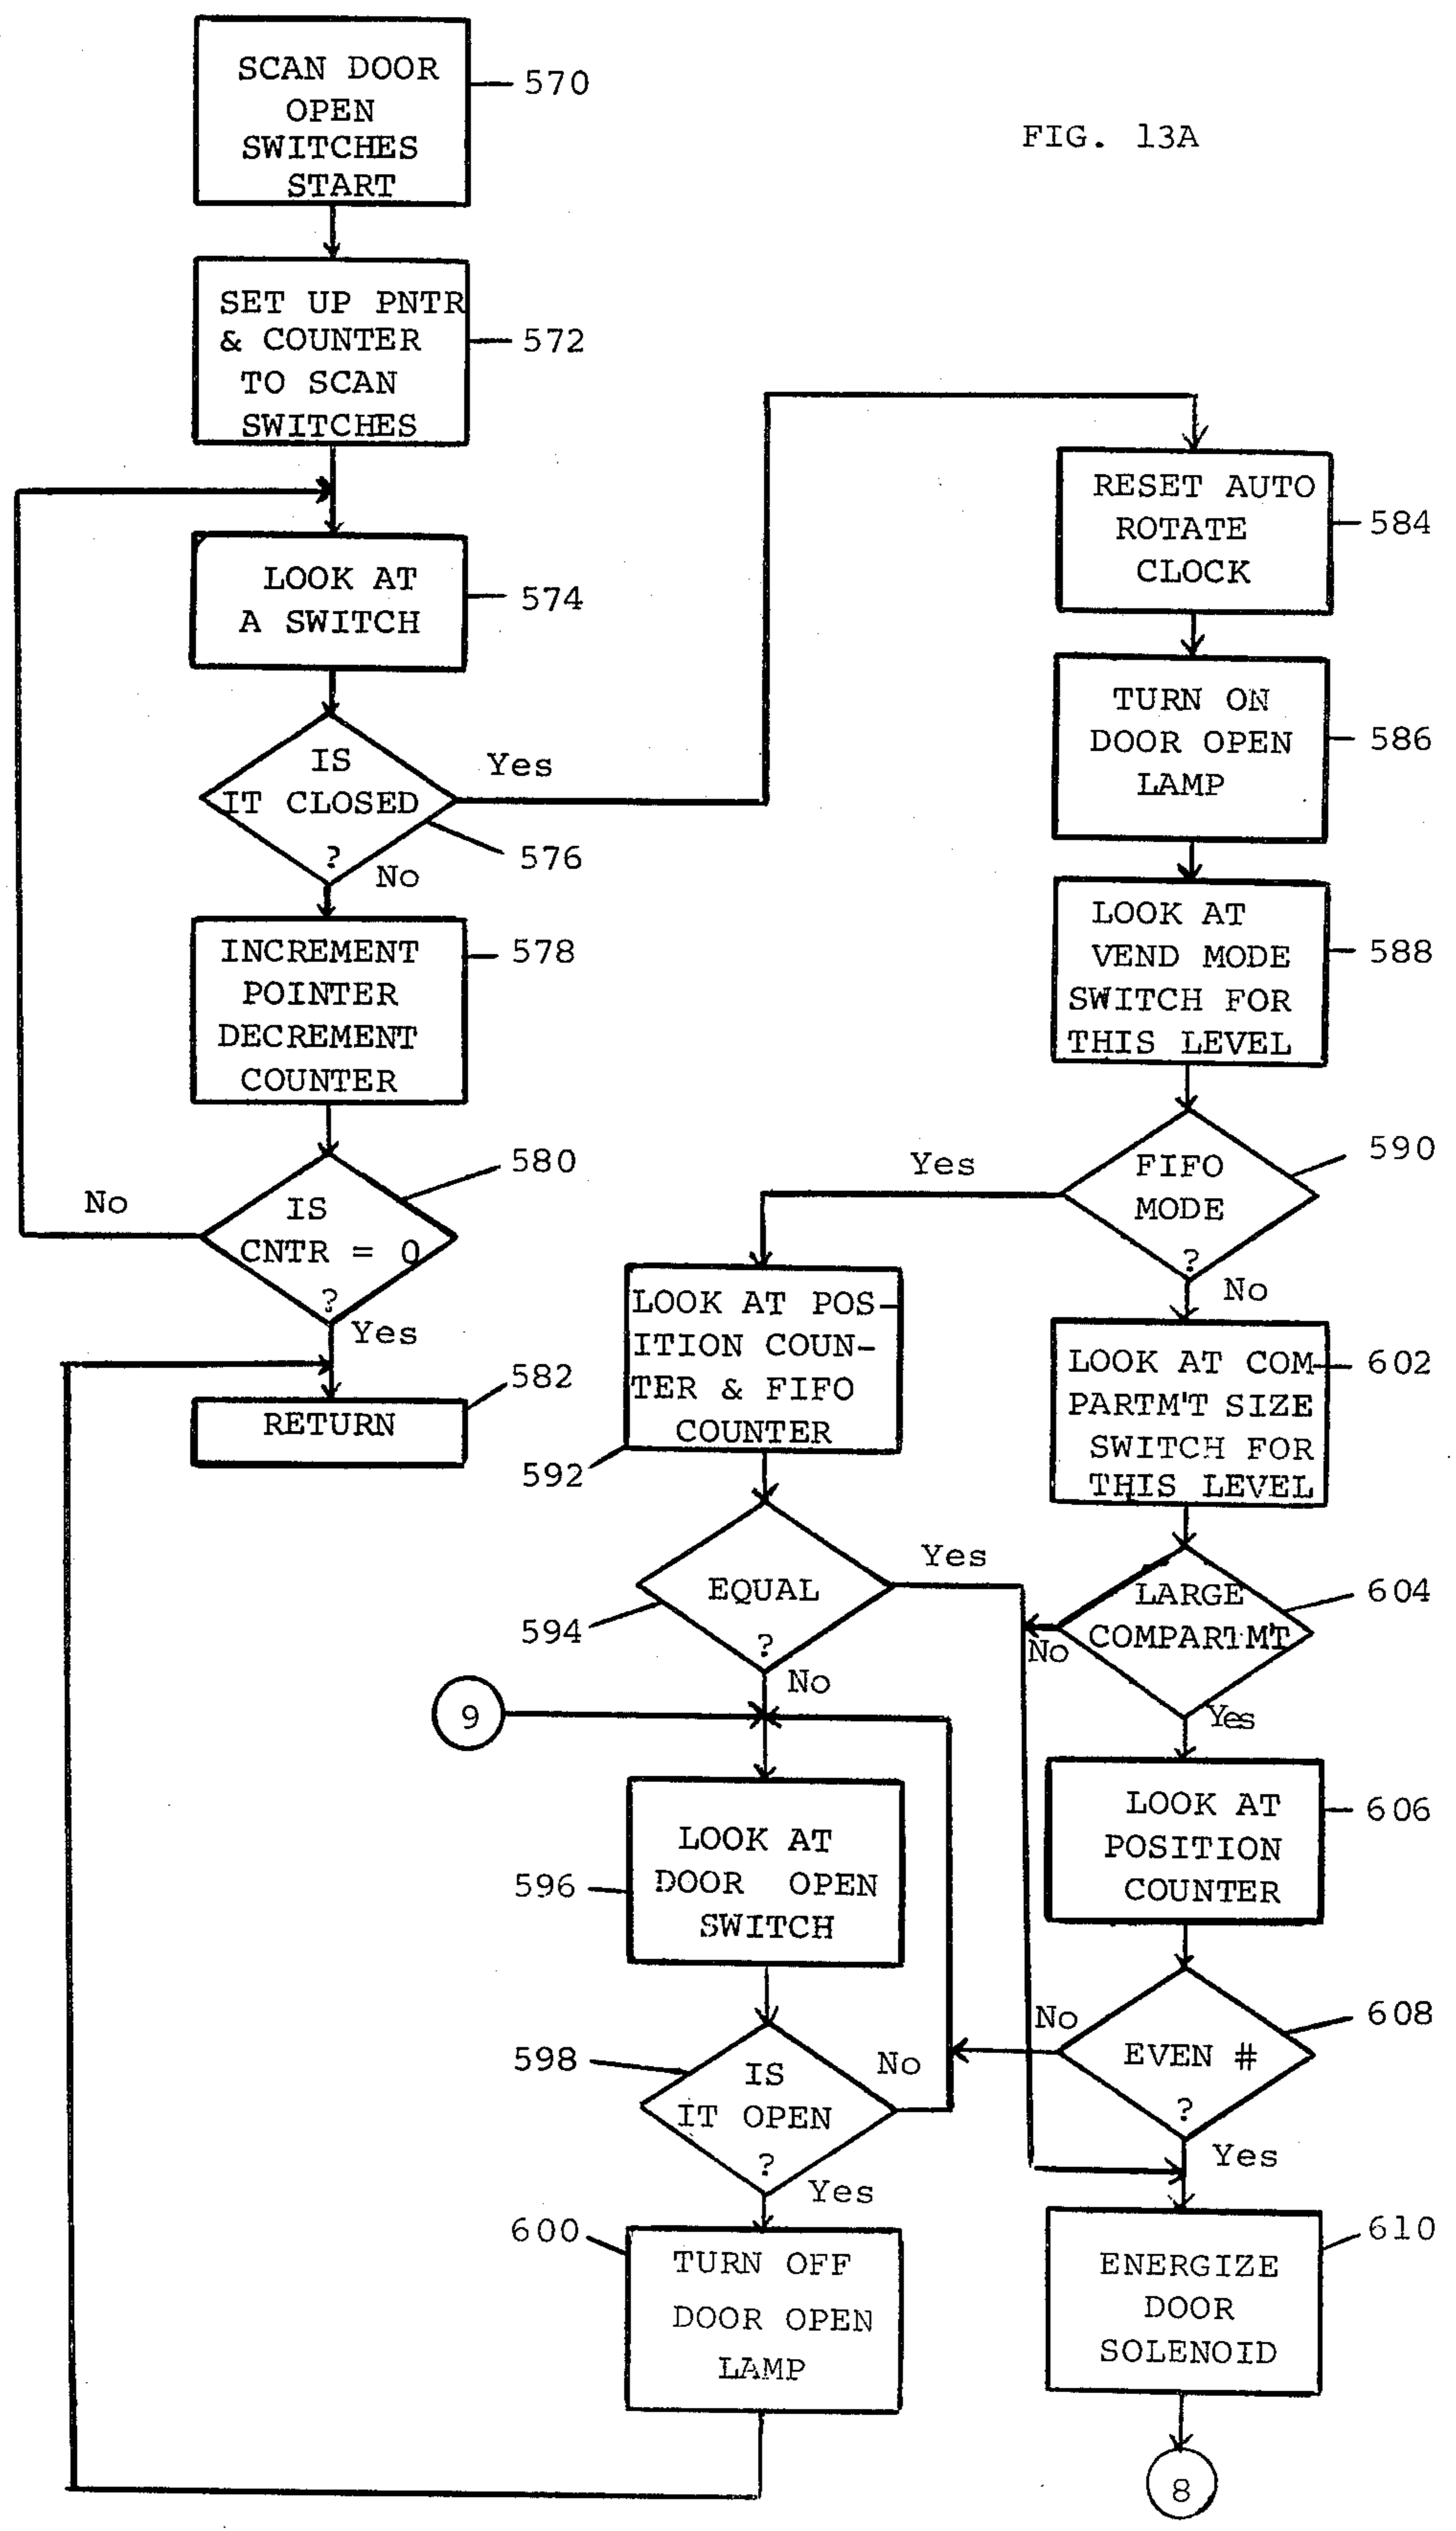 FIG. 13A
SCAN DOOR
OPEN
SWITCHES
START
570
SET UP PNTR
& COUNTER
TO SCAN
SWITCHES
572
LOOK AT
A SWITCH
574
IS
IT CLOSED
?
Yes
576
No
INCREMENT
POINTER
DECREMENT
COUNTER
578
580
IS
CNTR = 0
?
No
Yes
582
RETURN
RESET AUTO
ROTATE
CLOCK
584
TURN ON
DOOR OPEN
LAMP
586
LOOK AT
VEND MODE
SWITCH FOR
THIS LEVEL
588
FIFO
MODE
?
590
Yes
No
LOOK AT POS-
ITION COUN-
TER & FIFO
COUNTER
592
EQUAL
?
594
Yes
No
9
LOOK AT
DOOR OPEN
SWITCH
596
598
IS
IT OPEN
?
No
Yes
600
TURN OFF
DOOR OPEN
LAMP
LOOK AT COM-
PARTM'T SIZE
SWITCH FOR
THIS LEVEL
602
LARGE
COMPARTMT
604
No
Yes
LOOK AT
POSITION
COUNTER
606
No
EVEN #
?
608
Yes
ENERGIZE
DOOR
SOLENOID
610
8